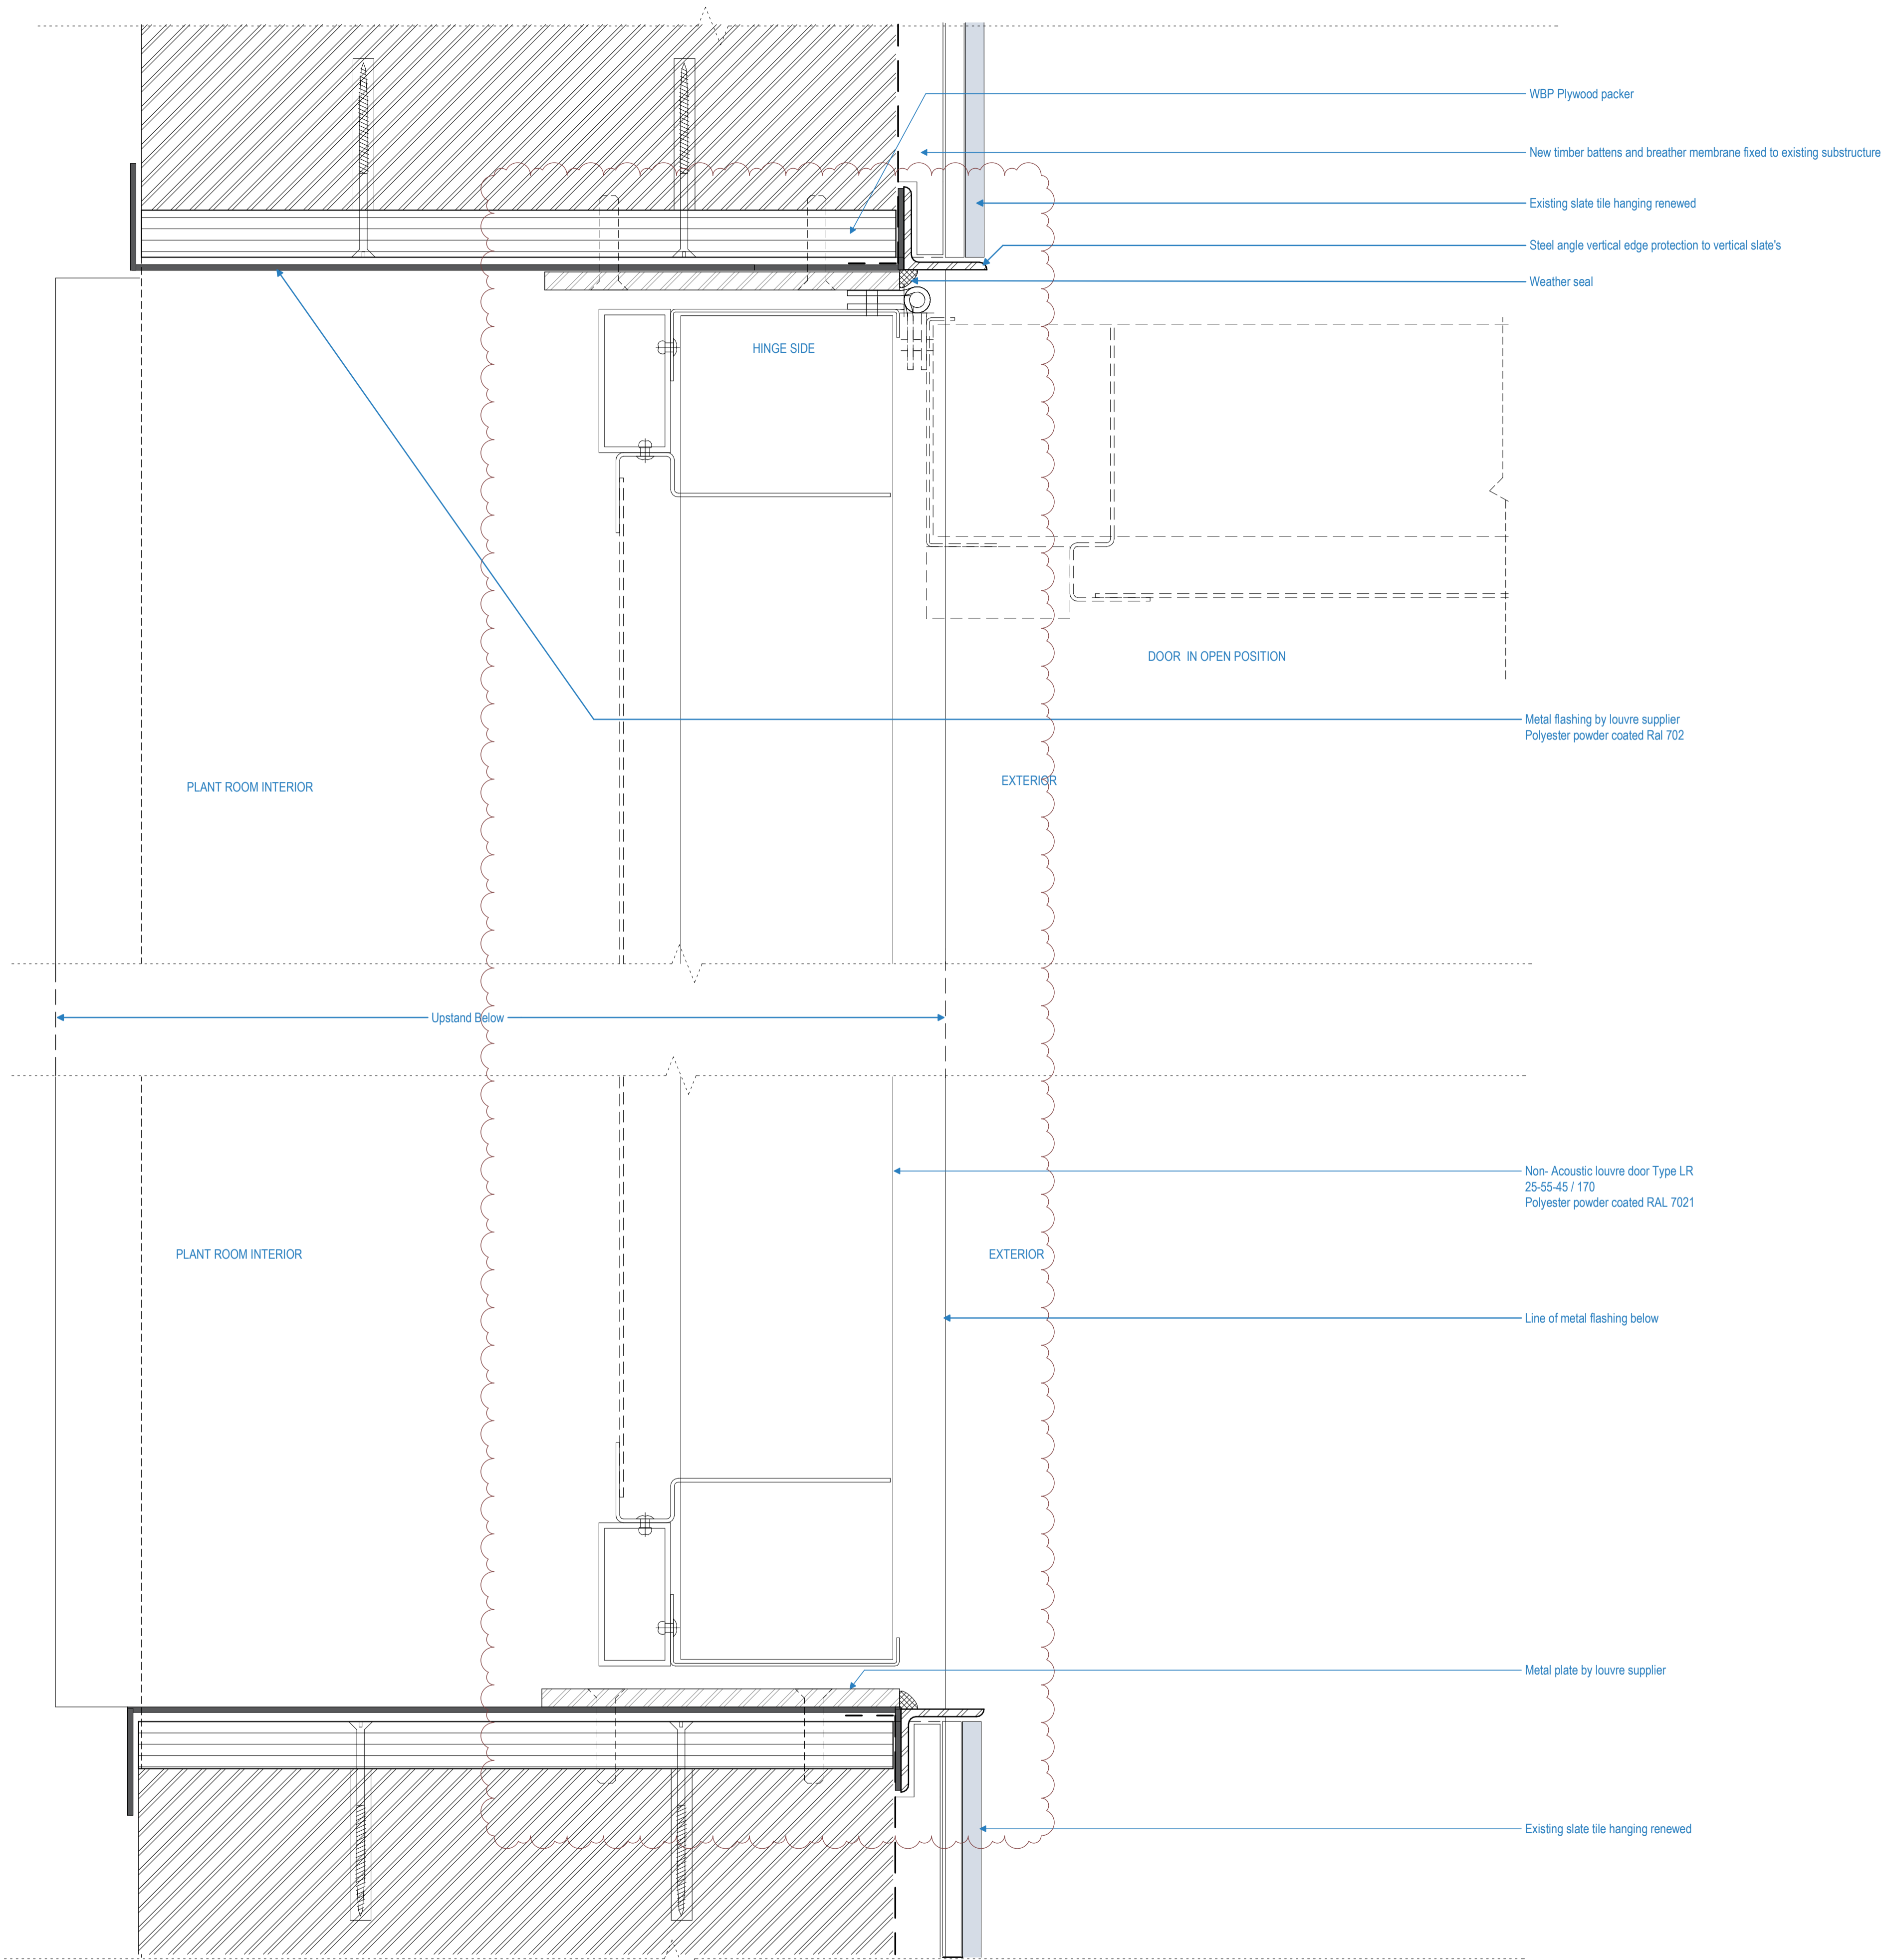 WBP Plywood packer
New timber battens and breather membrane fixed to existing substructure
Existing slate tile hanging renewed
Steel angle vertical edge protection to vertical slate's
Weather seal
HINGE SIDE
DOOR IN OPEN POSITION
Metal flashing by louvre supplier
Polyester powder coated Ral 702
PLANT ROOM INTERIOR
EXTERIOR
Upstand Below
Non- Acoustic louvre door Type LR
25-55-45 / 170
Polyester powder coated RAL 7021
PLANT ROOM INTERIOR
EXTERIOR
Line of metal flashing below
Metal plate by louvre supplier
Existing slate tile hanging renewed